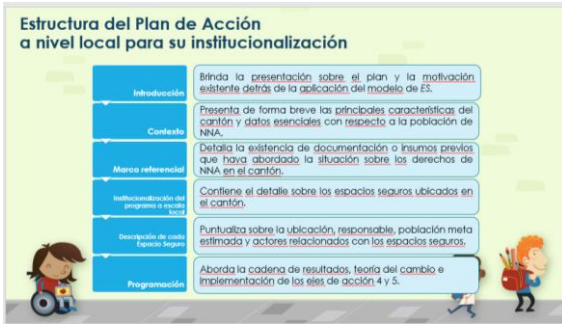 Estructura del Plan de Acción
a nivel local para su institucionalización
Introducción
Brinda la presentación sobre el plan y la motivación
existente detrás de la aplicación del modelo de ES.
Contexto
Presenta de forma breve las principales características del
cantón y datos esenciales con respecto a la población de
NNA.
Marco referencial
Detalla la existencia de documentación o insumos previos
que haya abordado la situación sobre los derechos de
NNA en el cantón.
Institucionalización del
programa a escala
local
Contiene el detalle sobre los espacios seguros ubicados en
el cantón.
Descripción de cada
Espacio Seguro
Puntualiza sobre la ubicación, responsable, población meta
estimada y actores relacionados con los espacios seguros.
Programación
Aborda la cadena de resultados, teoría del cambio e
implementación de los ejes de acción 4 y 5.